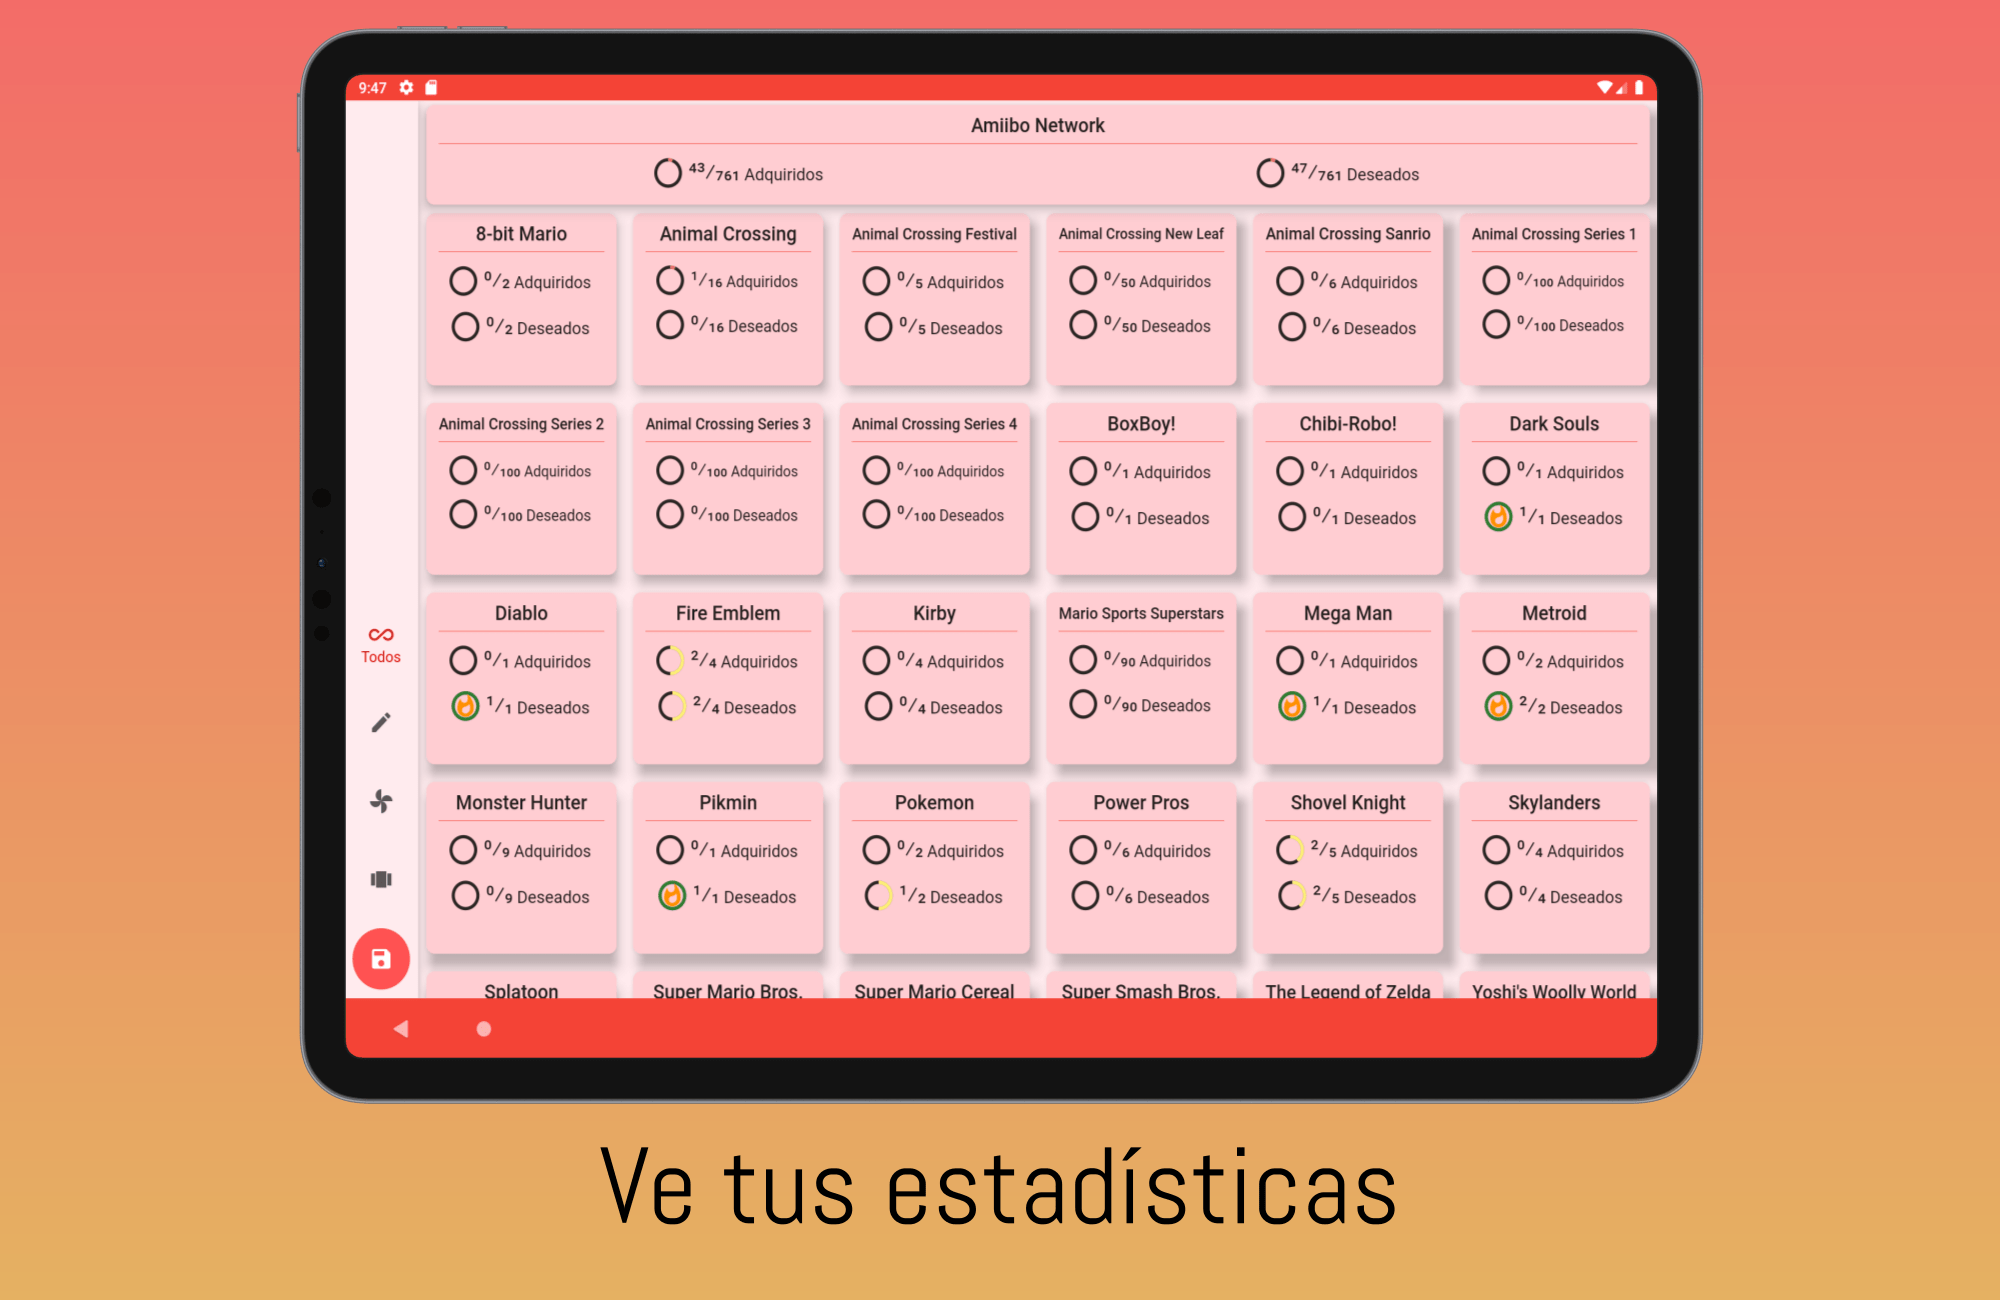 9:47
Amiibo Network
43/761 Adquiridos 47/761 Deseados
8-bit Mario
0/2 Adquiridos
0/2 Deseados
Animal Crossing
1/16 Adquiridos
0/16 Deseados
Animal Crossing Festival
0/5 Adquiridos
0/5 Deseados
Animal Crossing New Leaf
0/50 Adquiridos
0/50 Deseados
Animal Crossing Sanrio
0/6 Adquiridos
0/6 Deseados
Animal Crossing Series 1
0/100 Adquiridos
0/100 Deseados
Animal Crossing Series 2
0/100 Adquiridos
0/100 Deseados
Animal Crossing Series 3
0/100 Adquiridos
0/100 Deseados
Animal Crossing Series 4
0/100 Adquiridos
0/100 Deseados
BoxBoy!
0/1 Adquiridos
0/1 Deseados
Chibi-Robo!
0/1 Adquiridos
0/1 Deseados
Dark Souls
0/1 Adquiridos
1/1 Deseados
Diablo
0/1 Adquiridos
1/1 Deseados
Fire Emblem
2/4 Adquiridos
2/4 Deseados
Kirby
0/4 Adquiridos
0/4 Deseados
Mario Sports Superstars
0/90 Adquiridos
0/90 Deseados
Mega Man
0/1 Adquiridos
1/1 Deseados
Metroid
0/2 Adquiridos
2/2 Deseados
Monster Hunter
0/9 Adquiridos
0/9 Deseados
Pikmin
0/1 Adquiridos
1/1 Deseados
Pokemon
0/2 Adquiridos
1/2 Deseados
Power Pros
0/6 Adquiridos
0/6 Deseados
Shovel Knight
2/5 Adquiridos
2/5 Deseados
Skylanders
0/4 Adquiridos
0/4 Deseados
Splatoon
Super Mario Bros.
Super Mario Cereal
Super Smash Bros.
The Legend of Zelda
Yoshi's Woolly World
Todos
Ve tus estadísticas